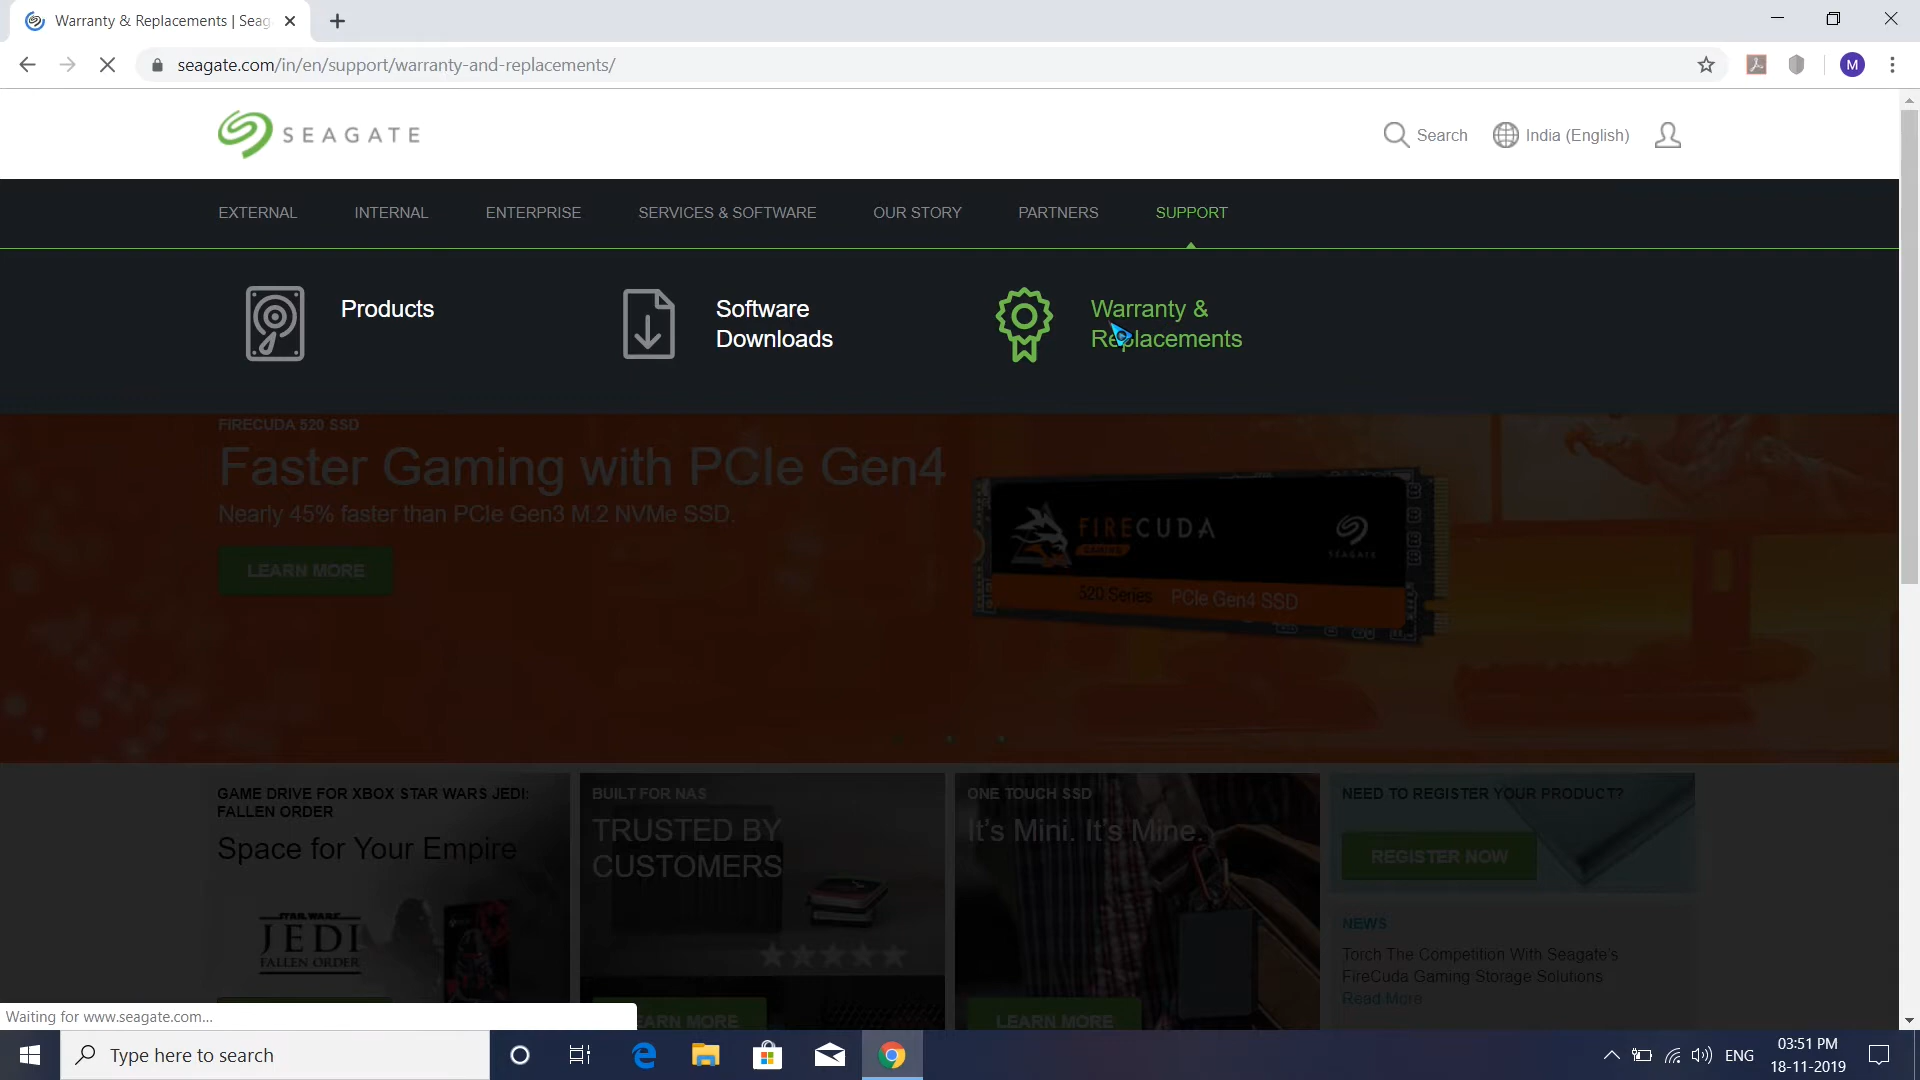 Warranty & Replacements | Seag
seagate.com/in/en/support/warranty-and-replacements/
M
SEAGATE
Search
India (English)
EXTERNAL
INTERNAL
ENTERPRISE
SERVICES & SOFTWARE
OUR STORY
PARTNERS
SUPPORT
Products
Software
Downloads
Warranty &
Replacements
FIRECUDA 520 SSD
Faster Gaming with PCIe Gen4
Nearly 45% faster than PCIe Gen3 M.2 NVMe SSD.
LEARN MORE
FIRECUDA
GAMING
SEAGATE
520 Series PCIe Gen4 SSD
GAME DRIVE FOR XBOX STAR WARS JEDI:
FALLEN ORDER
Space for Your Empire
STAR WARS
JEDI
FALLEN ORDER
BUILT FOR NAS
TRUSTED BY
CUSTOMERS
LEARN MORE
ONE TOUCH SSD
It's Mini. It's Mine.
LEARN MORE
NEED TO REGISTER YOUR PRODUCT?
REGISTER NOW
NEWS
Torch The Competition With Seagate's
FireCuda Gaming Storage Solutions
Read More
Waiting for www.seagate.com...
Type here to search
ENG
03:51 PM
18-11-2019